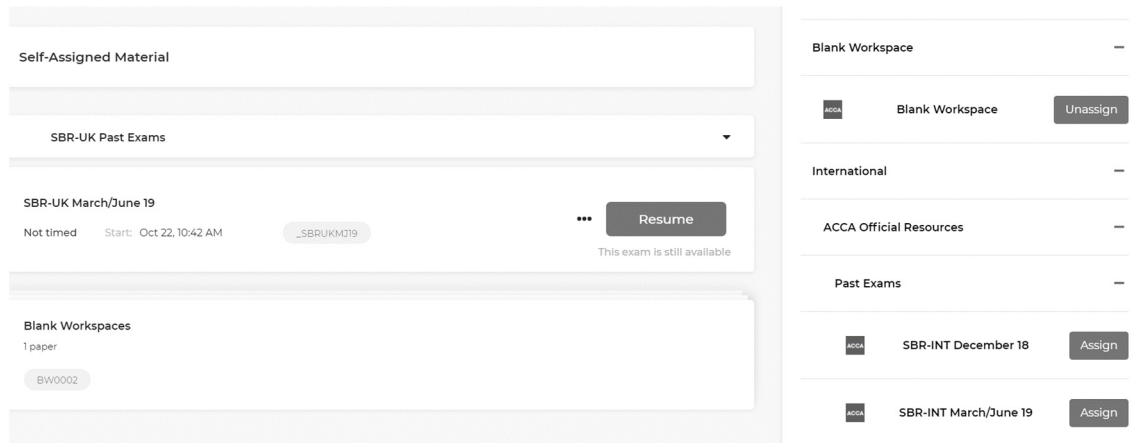 Self-Assigned Material
SBR-UK Past Exams
SBR-UK March/June 19
Not timed Start: Oct 22, 10:42 AM _SBRUKMJ19
Resume
This exam is still available
Blank Workspaces
1 paper
BW0002
Blank Workspace
ACCA Blank Workspace Unassign
International
ACCA Official Resources
Past Exams
ACCA SBR-INT December 18 Assign
ACCA SBR-INT March/June 19 Assign